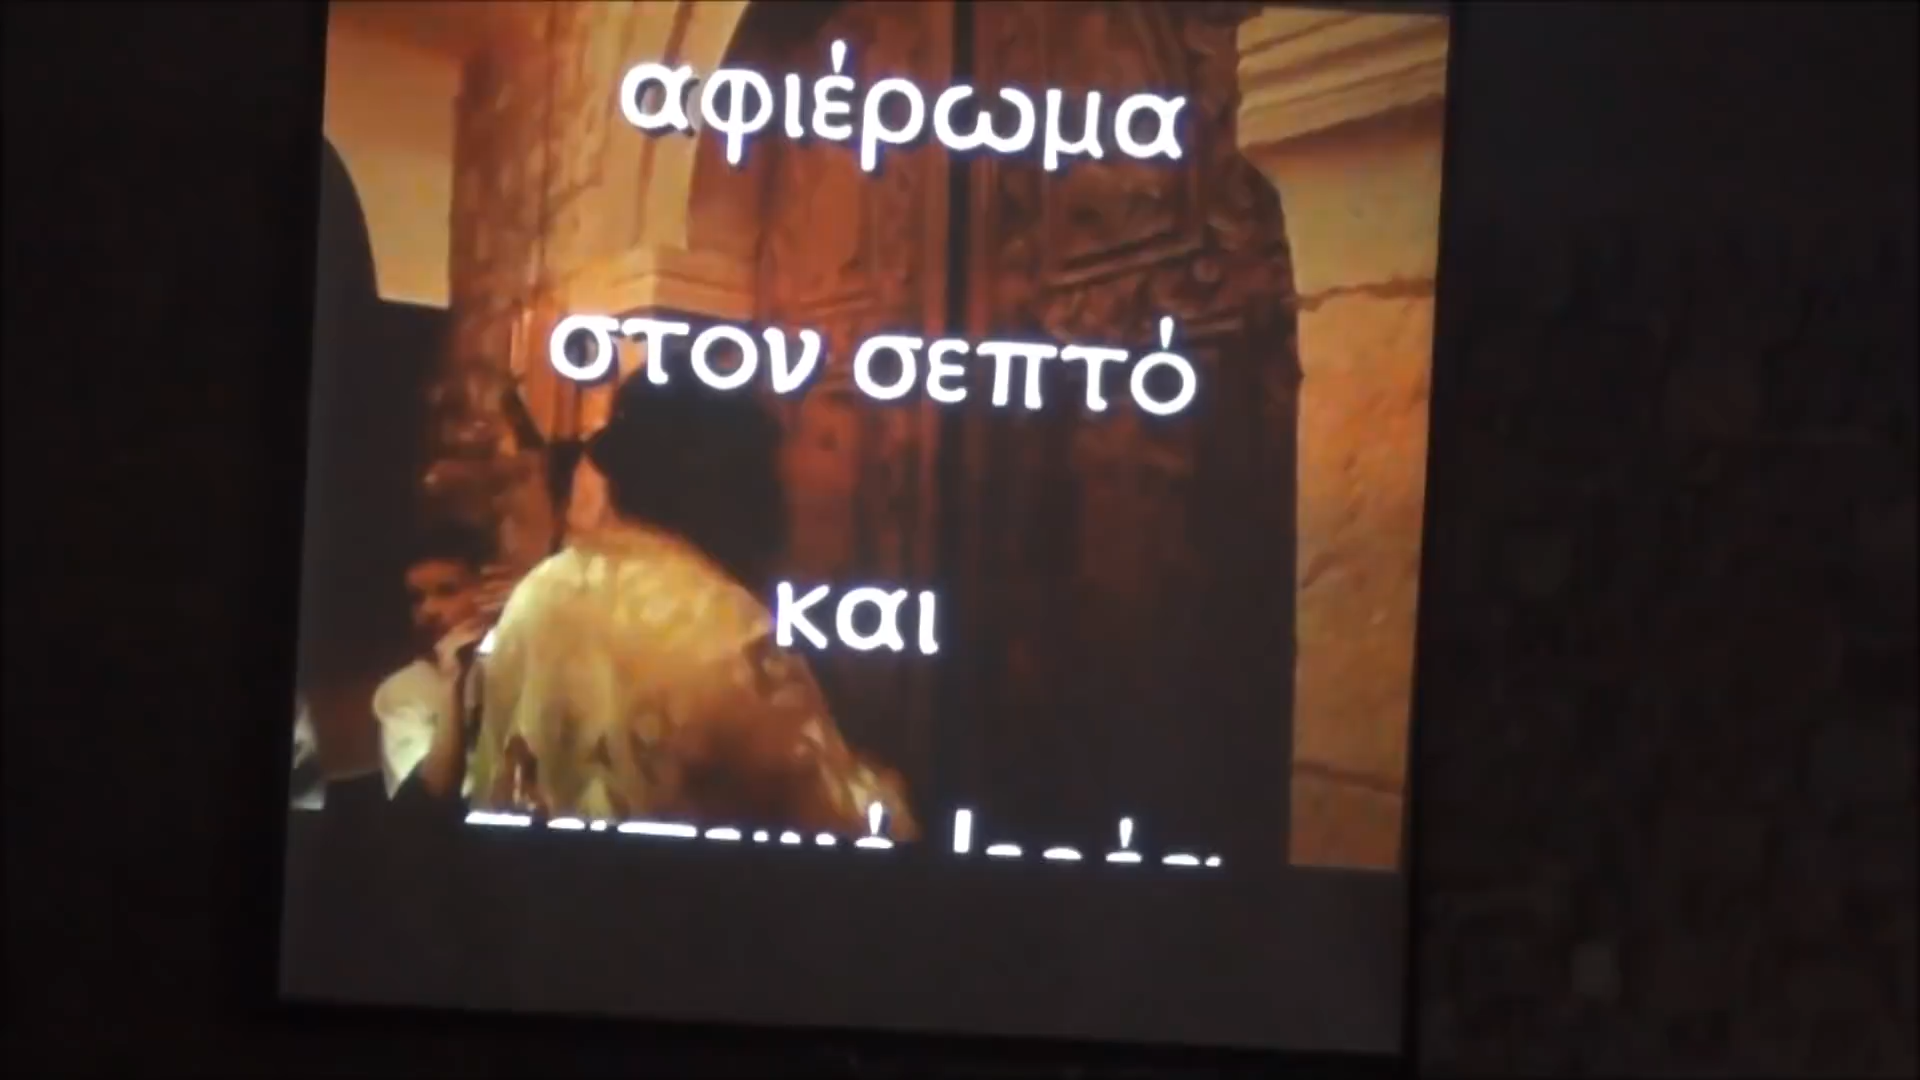 αφιέρωμα
στον σεπτό
και